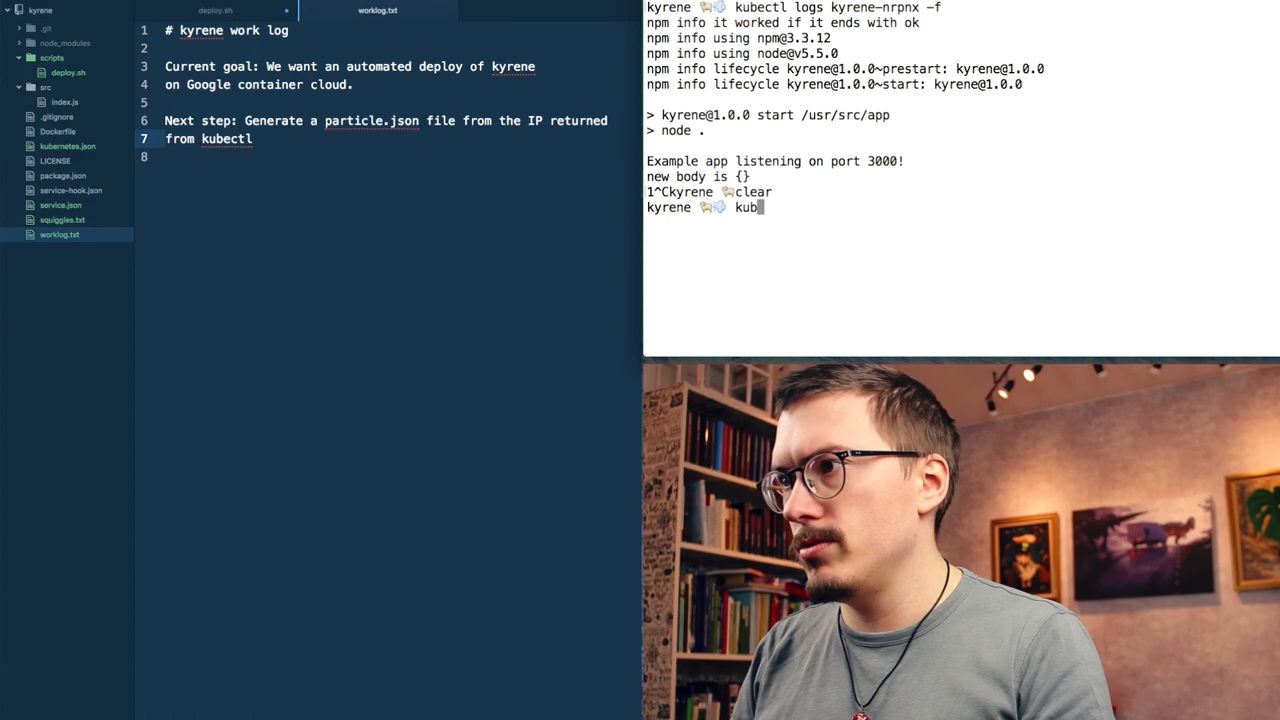 kyrene
.git
node_modules
scripts
deploy.sh
src
index.js
.gitignore
Dockerfile
kubernetes.json
LICENSE
package.json
service-hook.json
service.json
squiggles.txt
worklog.txt
deploy.sh
worklog.txt
1 # kyrene work log
2
3 Current goal: We want an automated deploy of kyrene
4 on Google container cloud.
5
6 Next step: Generate a particle.json file from the IP returned
7 from kubectl
8
kyrene 🐑💨 kubectl logs kyrene-nrpnx -f
npm info it worked if it ends with ok
npm info using npm@3.3.12
npm info using node@v5.5.0
npm info lifecycle kyrene@1.0.0~prestart: kyrene@1.0.0
npm info lifecycle kyrene@1.0.0~start: kyrene@1.0.0
> kyrene@1.0.0 start /usr/src/app
> node .
Example app listening on port 3000!
new body is {}
1^Ckyrene 🐑clear
kyrene 🐑💨 kub